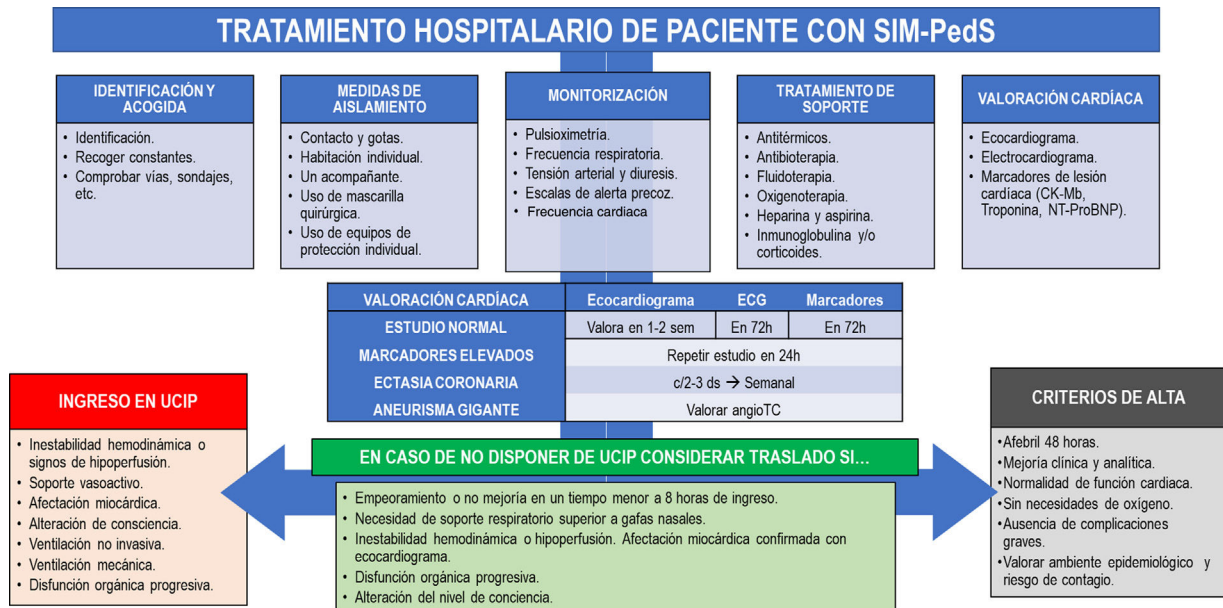 TRATAMIENTO HOSPITALARIO DE PACIENTE CON SIM-PedS
IDENTIFICACIÓN Y
ACOGIDA
• Identificación.
• Recoger constantes.
• Comprobar vías, sondajes,
etc.
MEDIDAS DE
AISLAMIENTO
• Contacto y gotas.
• Habitación individual.
• Un acompañante.
• Uso de mascarilla
quirúrgica.
• Uso de equipos de
protección individual.
MONITORIZACIÓN
• Pulsioximetría.
• Frecuencia respiratoria.
• Tensión arterial y diuresis.
• Escalas de alerta precoz.
• Frecuencia cardiaca
TRATAMIENTO DE
SOPORTE
• Antitérmicos.
• Antibioterapia.
• Fluidoterapia.
• Oxigenoterapia.
• Heparina y aspirina.
• Inmunoglobulina y/o
corticoides.
VALORACIÓN CARDÍACA
• Ecocardiograma.
• Electrocardiograma.
• Marcadores de lesión
cardíaca (CK-Mb,
Troponina, NT-ProBNP).
VALORACIÓN CARDÍACA Ecocardiograma ECG Marcadores
ESTUDIO NORMAL Valora en 1-2 sem En 72h En 72h
MARCADORES ELEVADOS Repetir estudio en 24h
ECTASIA CORONARIA c/2-3 ds → Semanal
ANEURISMA GIGANTE Valorar angioTC
INGRESO EN UCIP
• Inestabilidad hemodinámica o
signos de hipoperfusión.
• Soporte vasoactivo.
• Afectación miocárdica.
• Alteración de consciencia.
• Ventilación no invasiva.
• Ventilación mecánica.
• Disfunción orgánica progresiva.
EN CASO DE NO DISPONER DE UCIP CONSIDERAR TRASLADO SI...
• Empeoramiento o no mejoría en un tiempo menor a 8 horas de ingreso.
• Necesidad de soporte respiratorio superior a gafas nasales.
• Inestabilidad hemodinámica o hipoperfusión. Afectación miocárdica confirmada con
ecocardiograma.
• Disfunción orgánica progresiva.
• Alteración del nivel de conciencia.
CRITERIOS DE ALTA
• Afebril 48 horas.
• Mejoría clínica y analítica.
• Normalidad de función cardiaca.
• Sin necesidades de oxígeno.
• Ausencia de complicaciones
graves.
• Valorar ambiente epidemiológico y
riesgo de contagio.